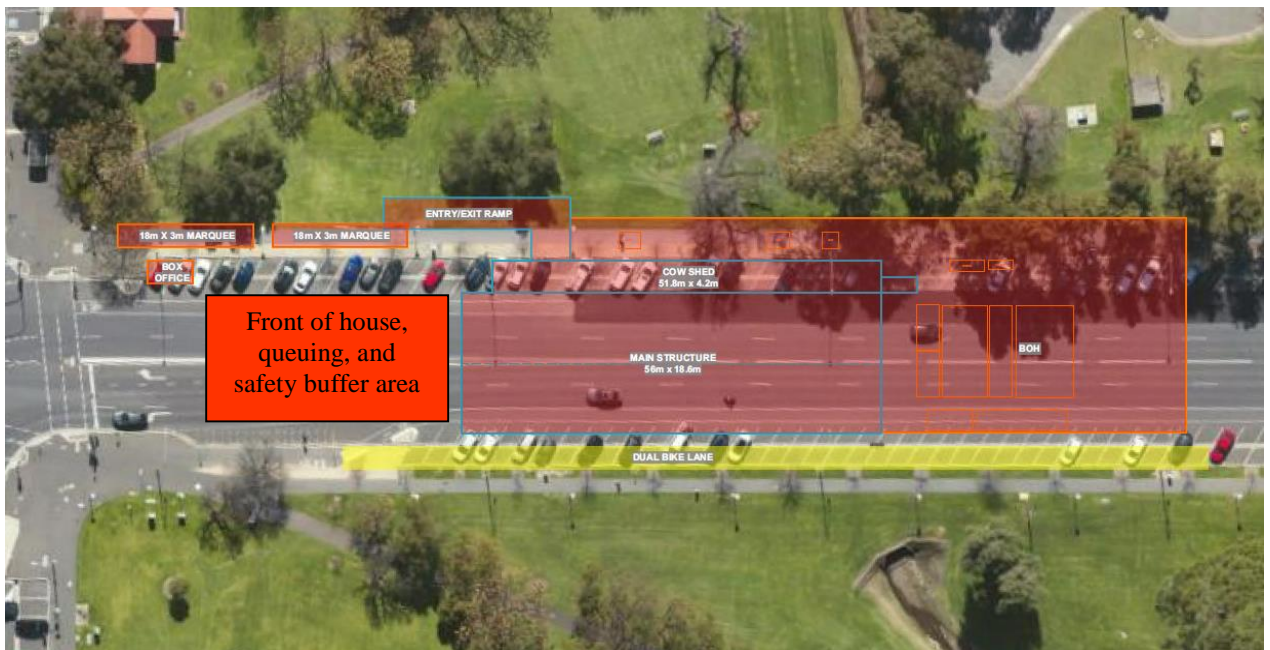 ENTRY/EXIT RAMP
18m X 3m MARQUEE
18m X 3m MARQUEE
BOX
OFFICE
COW SHED
51.8m x 4.2m
Front of house,
queuing, and
safety buffer area
MAIN STRUCTURE
56m x 18.6m
BOH
DUAL BIKE LANE